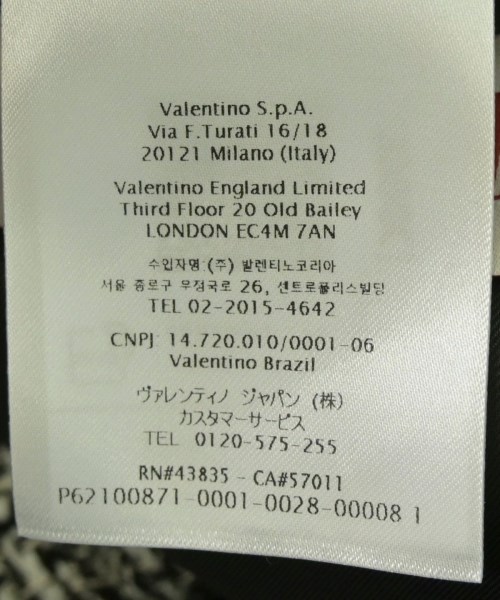 Valentino S.p.A.
Via F.Turati 16/18
20121 Milano (Italy)
Valentino England Limited
Third Floor 20 Old Bailey
LONDON EC4M 7AN
수입자명:(주) 발렌티노코리아
서울 종로구 우정국로 26, 센트로폴리스빌딩
TEL 02-2015-4642
CNPJ 14.720.010/0001-06
Valentino Brazil
ヴァレンティノ ジャパン (株)
カスタマーサービス
TEL 0120-575-255
RN#43835 - CA#57011
P62100871-0001-0028-00008 1